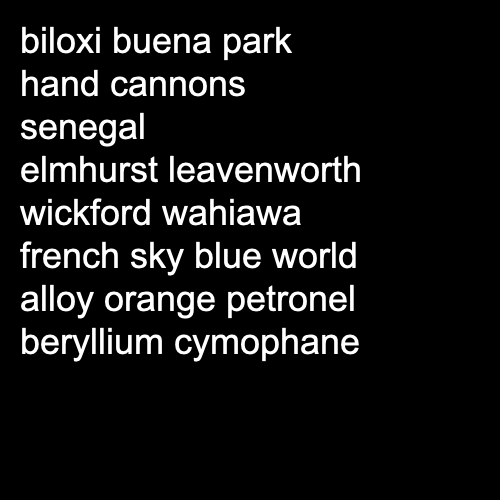 biloxi buena park
hand cannons
senegal
elmhurst leavenworth
wickford wahiawa
french sky blue world
alloy orange petronel
beryllium cymophane